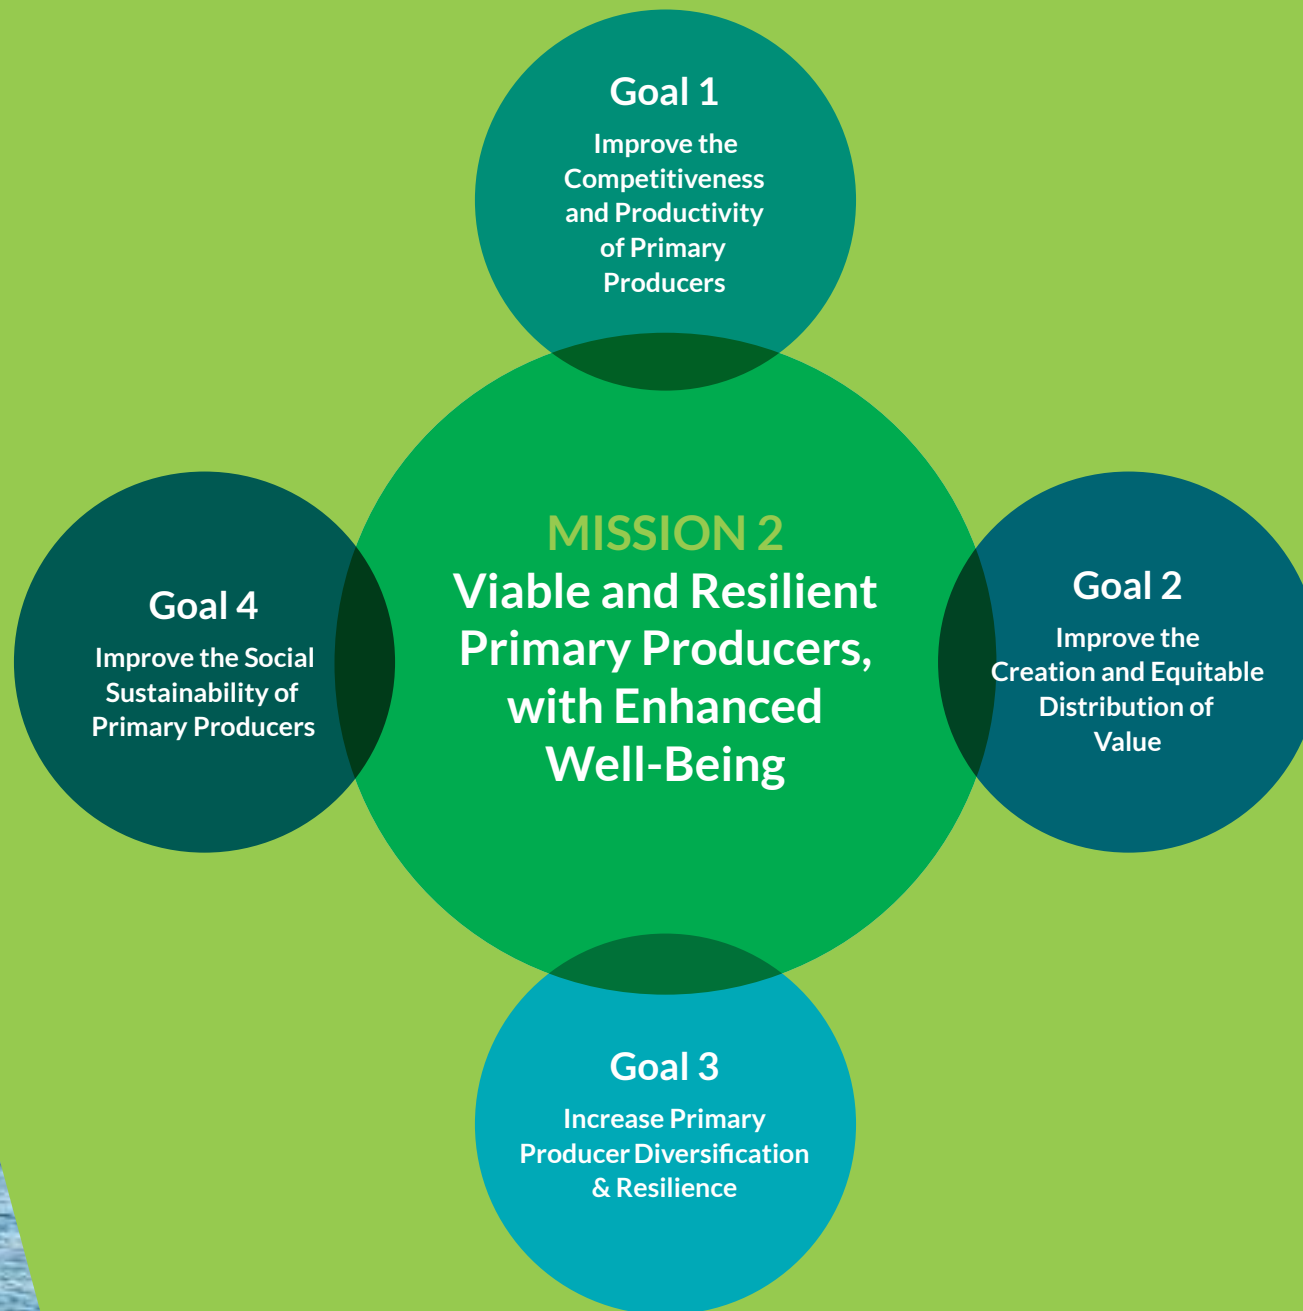 Goal 1
Improve the
Competitiveness
and Productivity
of Primary
Producers
MISSION 2
Viable and Resilient
Primary Producers,
with Enhanced
Well-Being
Goal 2
Improve the
Creation and Equitable
Distribution of
Value
Goal 3
Increase Primary
Producer Diversification
& Resilience
Goal 4
Improve the Social
Sustainability of
Primary Producers